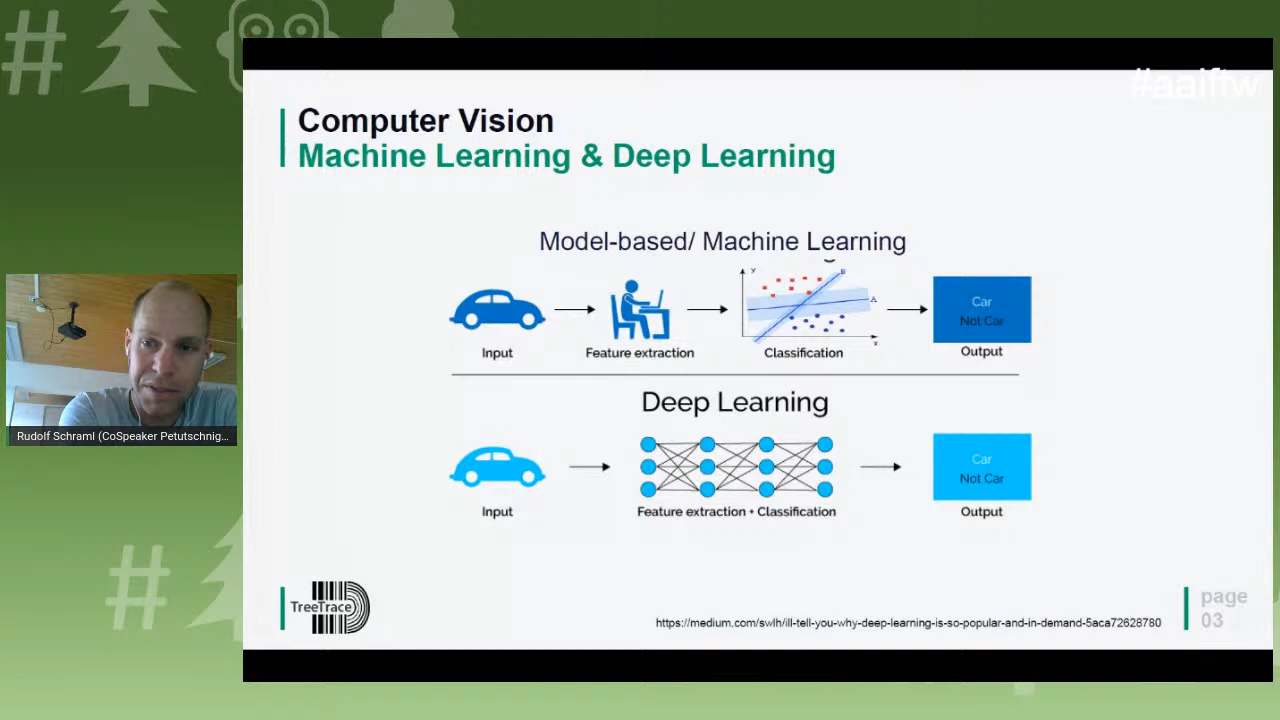 #aaiftw
Computer Vision
Machine Learning & Deep Learning
Model-based/ Machine Learning
Y
B
A
X
Car
Not Car
Input
Feature extraction
Classification
Output
Deep Learning
Car
Not Car
Input
Feature extraction + Classification
Output
Rudolf Schraml (CoSpeaker Petutschnig...
TreeTrace
https://medium.com/swlh/ill-tell-you-why-deep-learning-is-so-popular-and-in-demand-5aca72628780
page
03